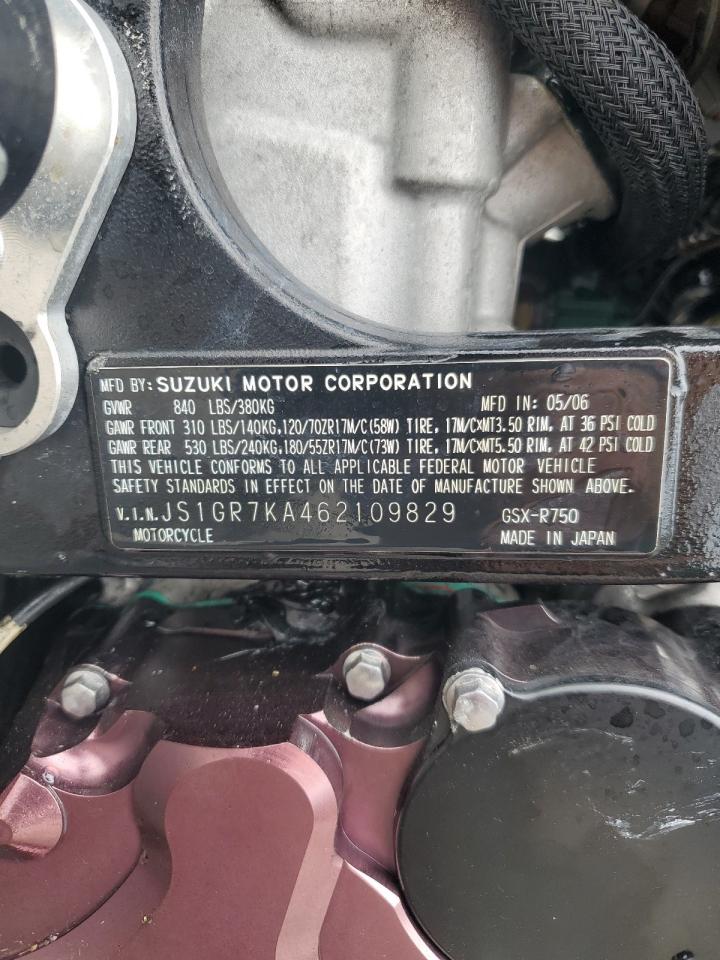 MFD BY: SUZUKI MOTOR CORPORATION
GVWR 840 LBS/380KG MFD IN: 05/06
GAWR FRONT 310 LBS/140KG,120/70ZR17M/C(58W) TIRE, 17M/CXMT3.50 RIM, AT 36 PSI COLD
GAWR REAR 530 LBS/240KG,180/55ZR17M/C(73W) TIRE, 17M/CXMT5.50 RIM, AT 42 PSI COLD
THIS VEHICLE CONFORMS TO ALL APPLICABLE FEDERAL MOTOR VEHICLE
SAFETY STANDARDS IN EFFECT ON THE DATE OF MANUFACTURE SHOWN ABOVE.
V.I.N. JS1GR7KA462109829 GSX-R750
MOTORCYCLE MADE IN JAPAN